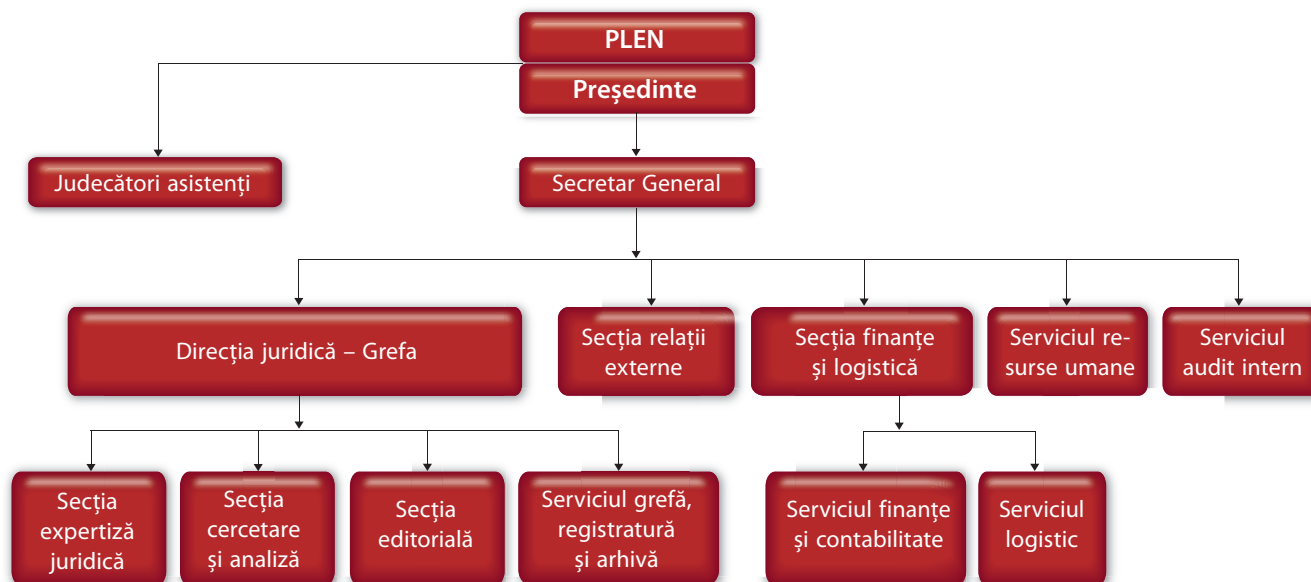 PLEN
Președinte
Judecători asistenți
Secretar General
Direcția juridică – Grefa
Secția relații
externe
Secția finanțe
și logistică
Serviciul re-
surse umane
Serviciul
audit intern
Secția
expertiză
juridică
Secția
cercetare
și analiză
Secția
editorială
Serviciul grefă,
registratură
și arhivă
Serviciul finanțe
și contabilitate
Serviciul
logistic